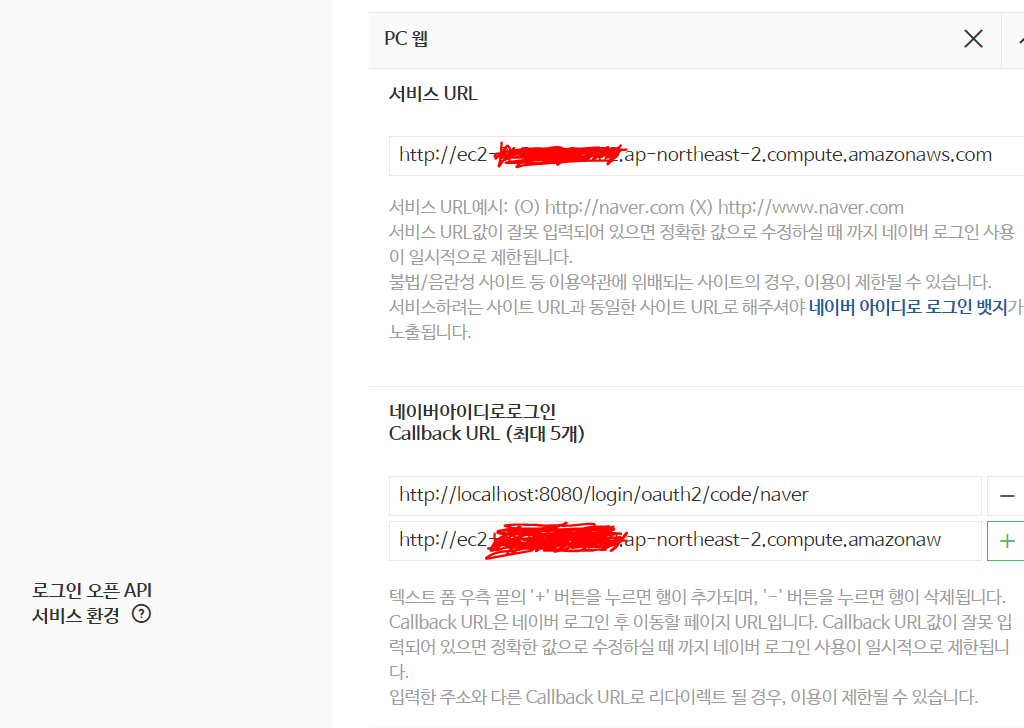 PC 웹
서비스 URL
http://ec2- .ap-northeast-2.compute.amazonaws.com
서비스 URL예시: (O) http://naver.com (X) http://www.naver.com
서비스 URL값이 잘못 입력되어 있으면 정확한 값으로 수정하실 때 까지 네이버 로그인 사용
이 일시적으로 제한됩니다.
불법/음란성 사이트 등 이용약관에 위배되는 사이트의 경우, 이용이 제한될 수 있습니다.
서비스하려는 사이트 URL과 동일한 사이트 URL로 해주셔야 네이버 아이디로 로그인 뱃지가
노출됩니다.
네이버아이디로로그인
Callback URL (최대 5개)
http://localhost:8080/login/oauth2/code/naver
http://ec2- .ap-northeast-2.compute.amazonaw
로그인 오픈 API
서비스 환경 ?
텍스트 폼 우측 끝의 '+' 버튼을 누르면 행이 추가되며, '-' 버튼을 누르면 행이 삭제됩니다.
Callback URL은 네이버 로그인 후 이동할 페이지 URL입니다. Callback URL값이 잘못 입
력되어 있으면 정확한 값으로 수정하실 때 까지 네이버 로그인 사용이 일시적으로 제한됩니
다.
입력한 주소와 다른 Callback URL로 리다이렉트 될 경우, 이용이 제한될 수 있습니다.